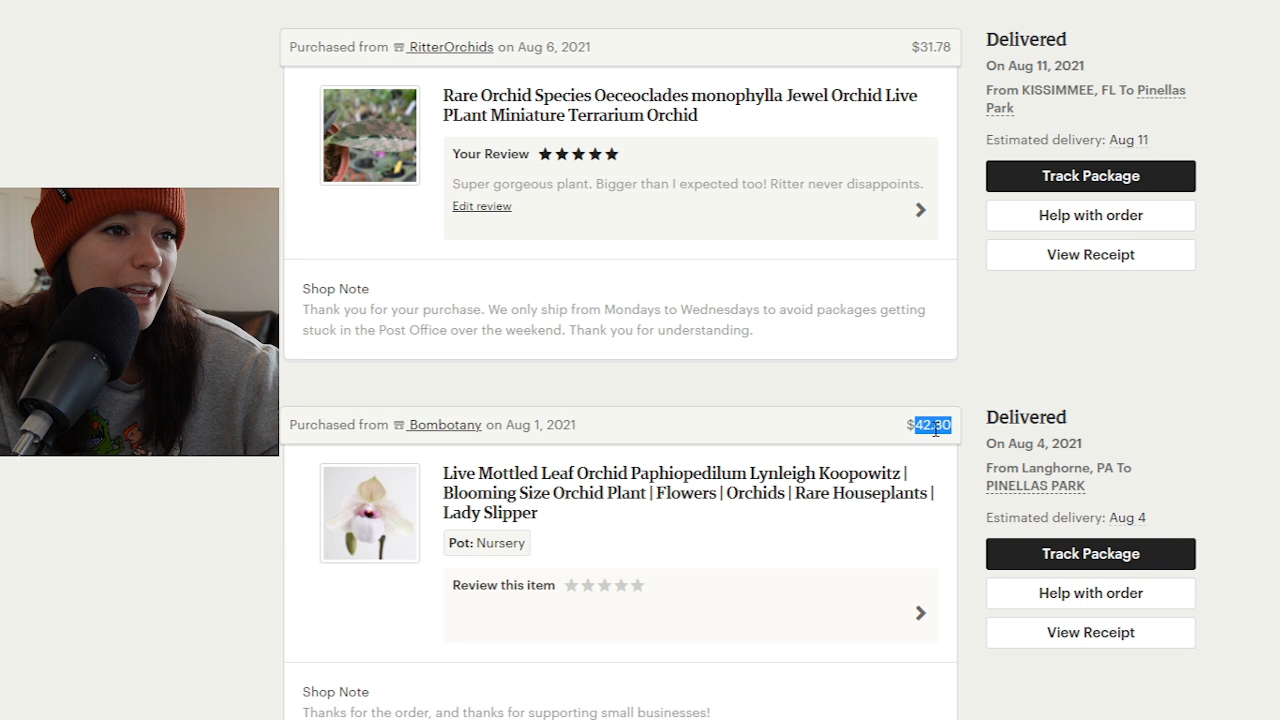 Purchased from RitterOrchids on Aug 6, 2021
$31.78
Rare Orchid Species Oeceoclades monophylla Jewel Orchid Live
PLant Miniature Terrarium Orchid
Your Review
Super gorgeous plant. Bigger than I expected too! Ritter never disappoints.
Edit review
Shop Note
Thank you for your purchase. We only ship from Mondays to Wednesdays to avoid packages getting
stuck in the Post Office over the weekend. Thank you for understanding.
Delivered
On Aug 11, 2021
From KISSIMMEE, FL To Pinellas
Park
Estimated delivery: Aug 11
Track Package
Help with order
View Receipt
Purchased from Bombotany on Aug 1, 2021
Live Mottled Leaf Orchid Paphiopedilum Lynleigh Koopowitz |
Blooming Size Orchid Plant | Flowers | Orchids | Rare Houseplants |
Lady Slipper
Pot: Nursery
Review this item
Shop Note
Thanks for the order, and thanks for supporting small businesses!
Delivered
On Aug 4, 2021
From Langhorne, PA To
PINELLAS PARK
Estimated delivery: Aug 4
Track Package
Help with order
View Receipt